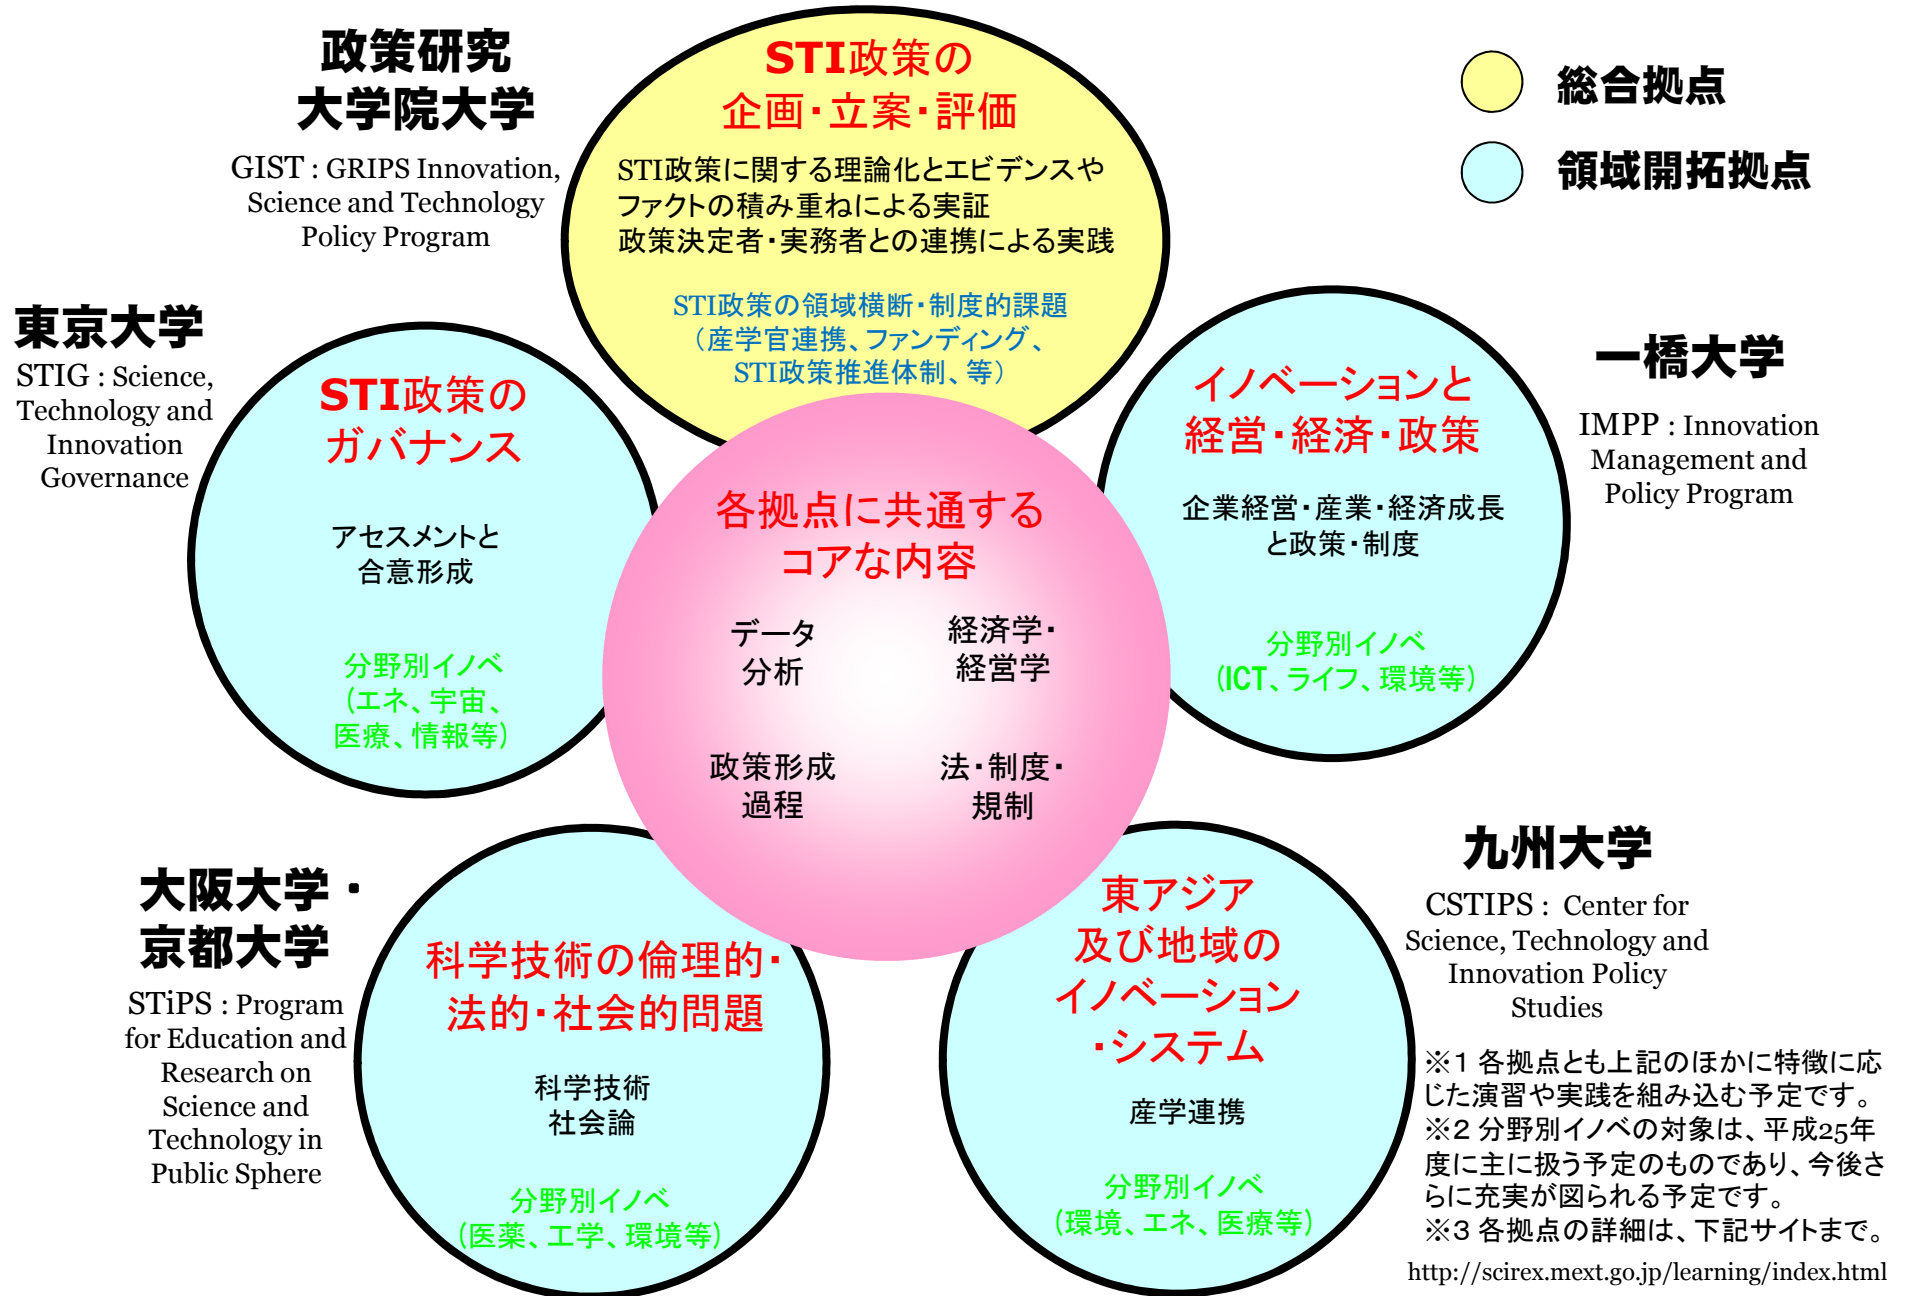 政策研究
大学院大学
GIST : GRIPS Innovation,
Science and Technology
Policy Program
STI政策の
企画・立案・評価
STI政策に関する理論化とエビデンスや
ファクトの積み重ねによる実証
政策決定者・実務者との連携による実践
STI政策の領域横断・制度的課題
(産学官連携、ファンディング、
STI政策推進体制、等)
総合拠点
領域開拓拠点
東京大学
STIG : Science,
Technology and
Innovation
Governance
STI政策の
ガバナンス
アセスメントと
合意形成
分野別イノベ
(エネ、宇宙、
医療、情報等)
イノベーションと
経営・経済・政策
企業経営・産業・経済成長
と政策・制度
分野別イノベ
(ICT、ライフ、環境等)
一橋大学
IMPP : Innovation
Management and
Policy Program
各拠点に共通する
コアな内容
データ
分析
経済学・
経営学
政策形成
過程
法・制度・
規制
大阪大学・
京都大学
STiPS : Program
for Education and
Research on
Science and
Technology in
Public Sphere
科学技術の倫理的・
法的・社会的問題
科学技術
社会論
分野別イノベ
(医薬、工学、環境等)
東アジア
及び地域の
イノベーション
・システム
産学連携
分野別イノベ
(環境、エネ、医療等)
九州大学
CSTIPS : Center for
Science, Technology and
Innovation Policy
Studies
※1 各拠点とも上記のほかに特徴に応
じた演習や実践を組み込む予定です。
※2 分野別イノベの対象は、平成25年
度に主に扱う予定のものであり、今後さ
らに充実が図られる予定です。
※3 各拠点の詳細は、下記サイトまで。
http://scirex.mext.go.jp/learning/index.html